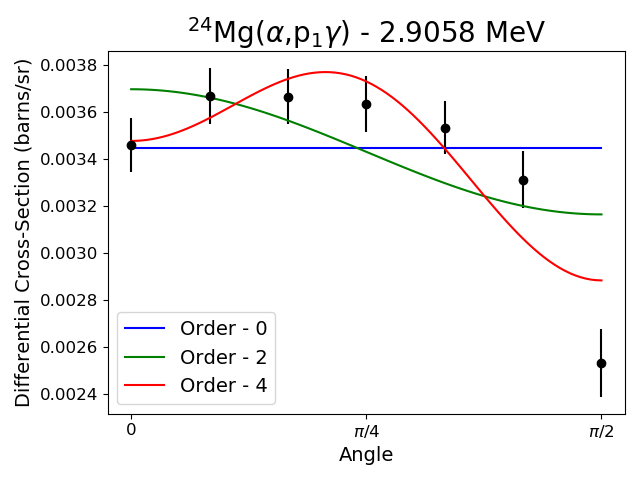 ²⁴Mg(α,p₁γ) - 2.9058 MeV
Differential Cross-Section (barns/sr)
0.0038
0.0036
0.0034
0.0032
0.0030
0.0028
0.0026
0.0024
Order - 0
Order - 2
Order - 4
0
π/4
π/2
Angle